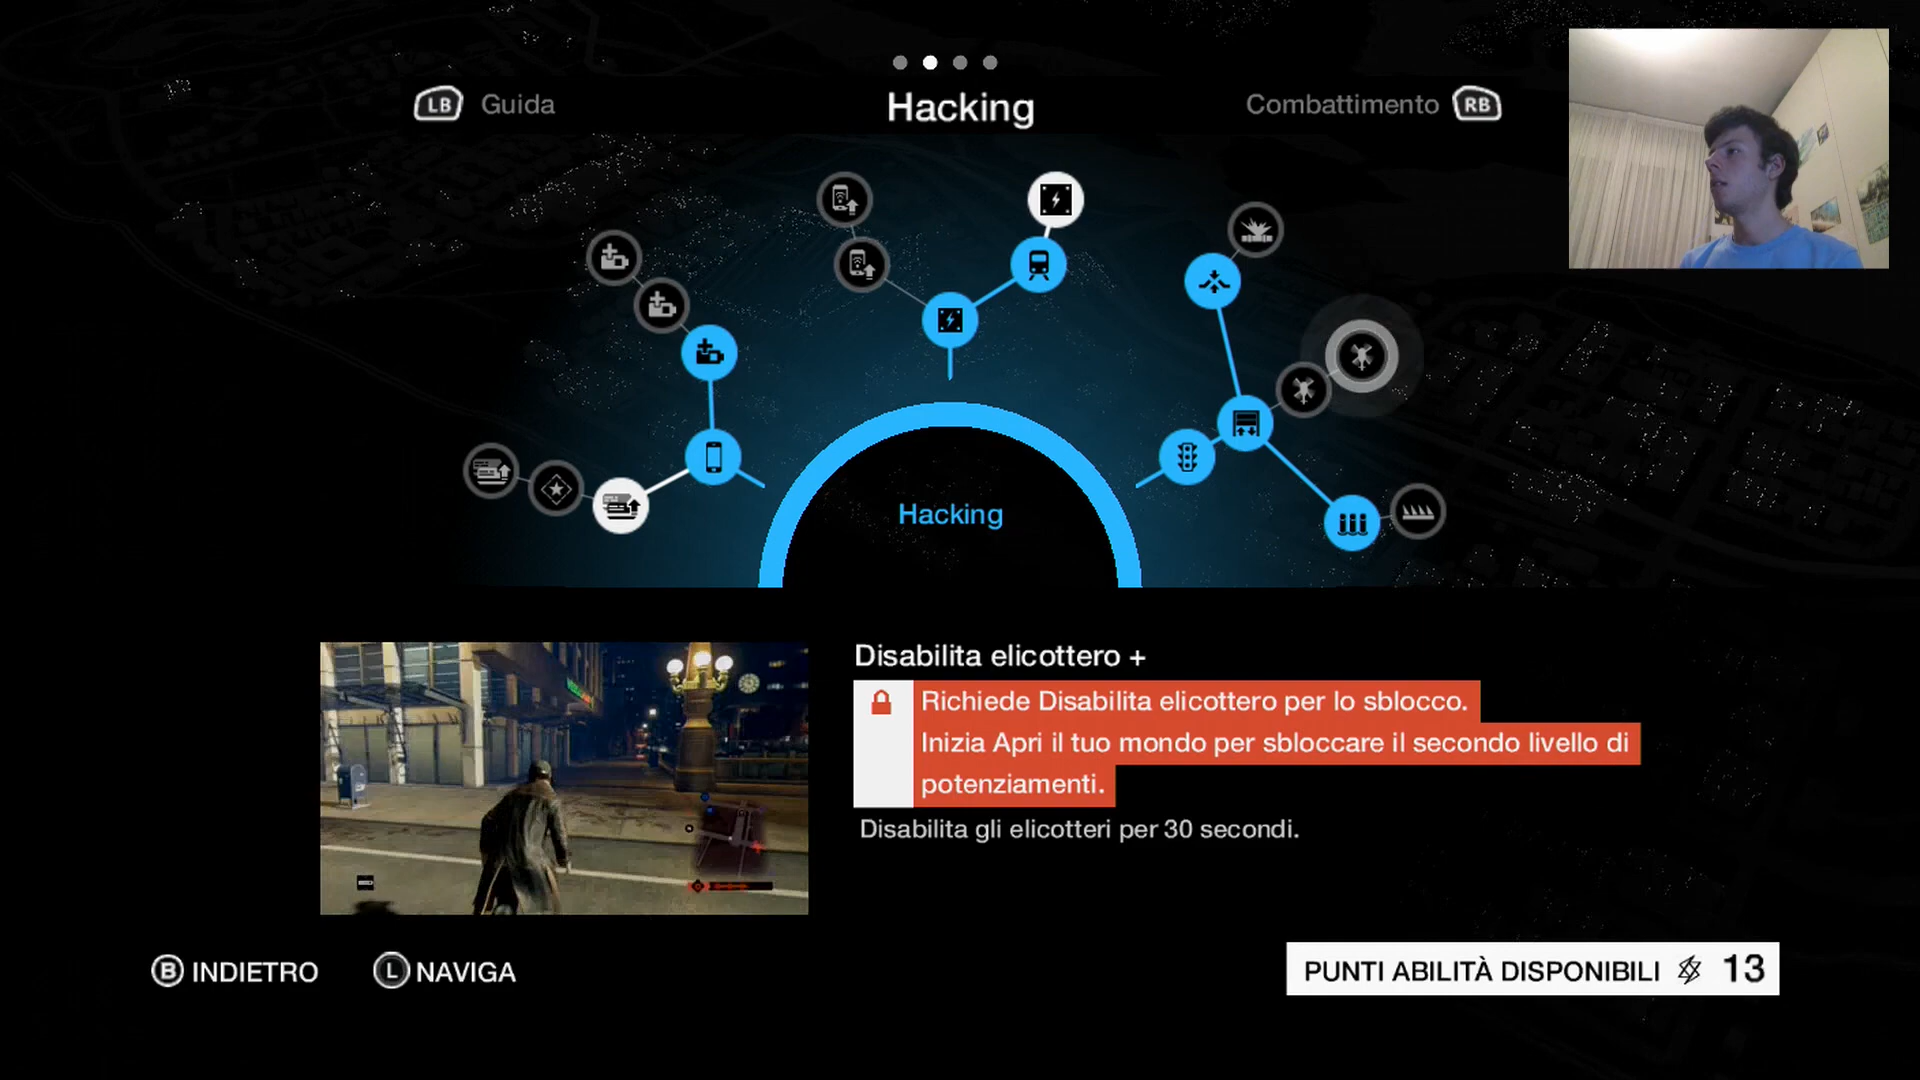 LB Guida
Hacking
Combattimento RB
Hacking
Disabilita elicottero +
Richiede Disabilita elicottero per lo sblocco.
Inizia Apri il tuo mondo per sbloccare il secondo livello di
potenziamenti.
Disabilita gli elicotteri per 30 secondi.
B INDIETRO
L NAVIGA
PUNTI ABILITÀ DISPONIBILI 13